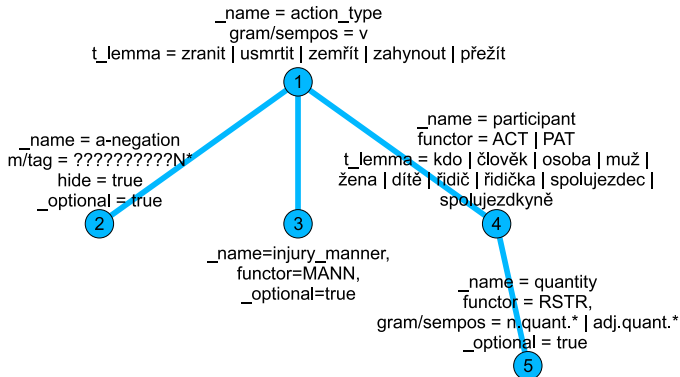 _name = action_type
gram/sempos = v
t_lemma = zranit | usmrtit | zemřít | zahynout | přežít
1
_name = a-negation
m/tag = ??????????N*
hide = true
_optional = true
2
_name=injury_manner,
functor=MANN,
_optional=true
3
_name = participant
functor = ACT | PAT
t_lemma = kdo | člověk | osoba | muž |
žena | dítě | řidič | řidička | spolujezdec |
spolujezdkyně
4
_name = quantity
functor = RSTR,
gram/sempos = n.quant.* | adj.quant.*
_optional = true
5